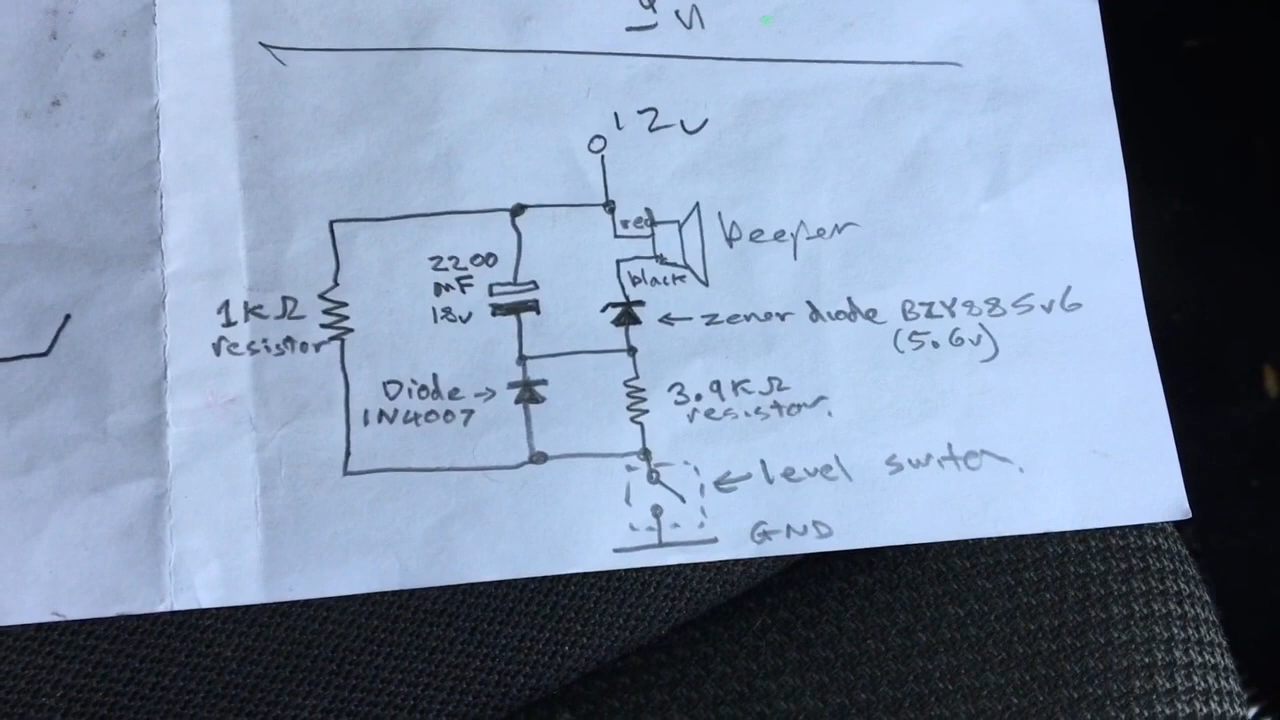 12v
red
beeper
black
2200
mF
18v
1KΩ
resistor
← zener diode BZY885v6
(5.6v)
Diode →
1N4007
3.9KΩ
resistor.
← level switch.
GND